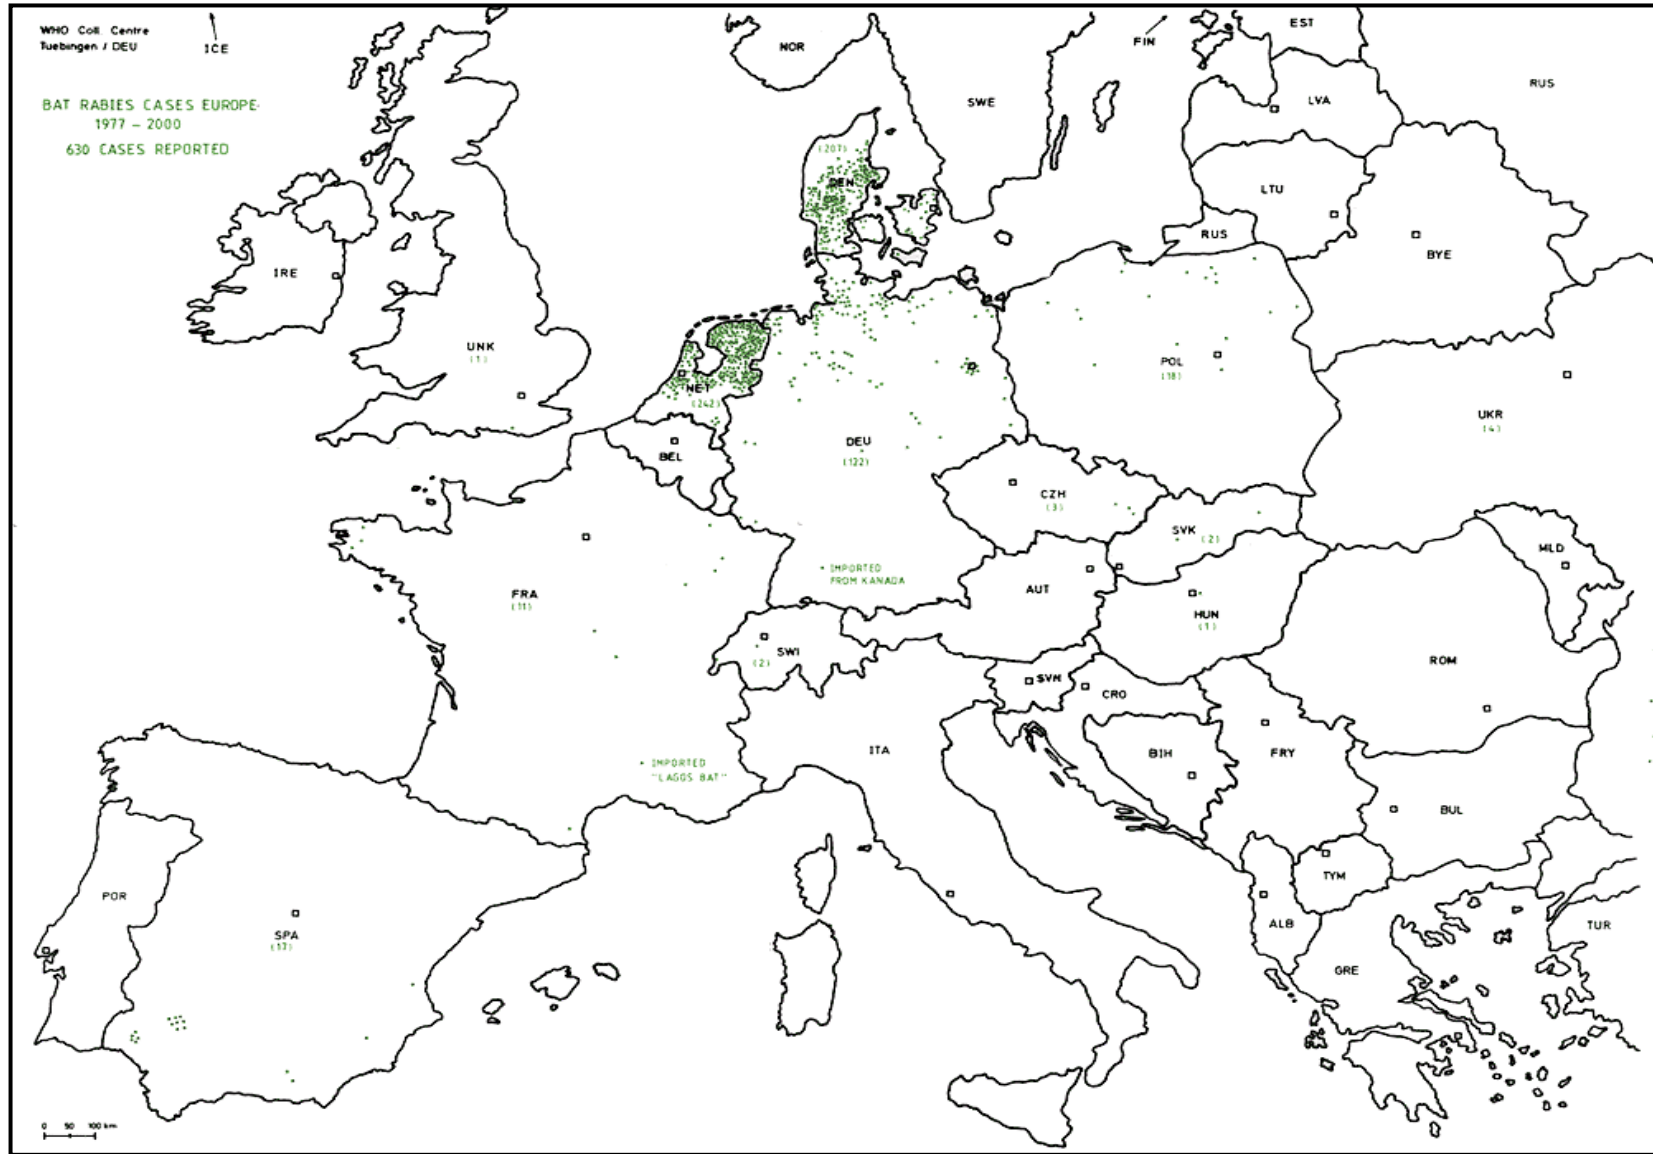 WHO Coll. Centre
Tuebingen / DEU
ICE
BAT RABIES CASES EUROPE
1977 - 2000
630 CASES REPORTED
NOR
SWE
FIN
EST
RUS
LVA
LTU
RUS
BYE
(207)
DEN
IRE
UNK
(1)
NET
(242)
BEL
DEU
(122)
POL
(18)
UKR
(4)
CZH
(3)
SVK (2)
MLD
IMPORTED
FROM KANADA
AUT
HUN
(1)
FRA
(11)
SWI
(2)
SVN
CRO
ROM
ITA
BIH
FRY
IMPORTED
"LAGOS BAT"
BUL
TYM
ALB
POR
SPA
(17)
GRE
TUR
0 50 100 km